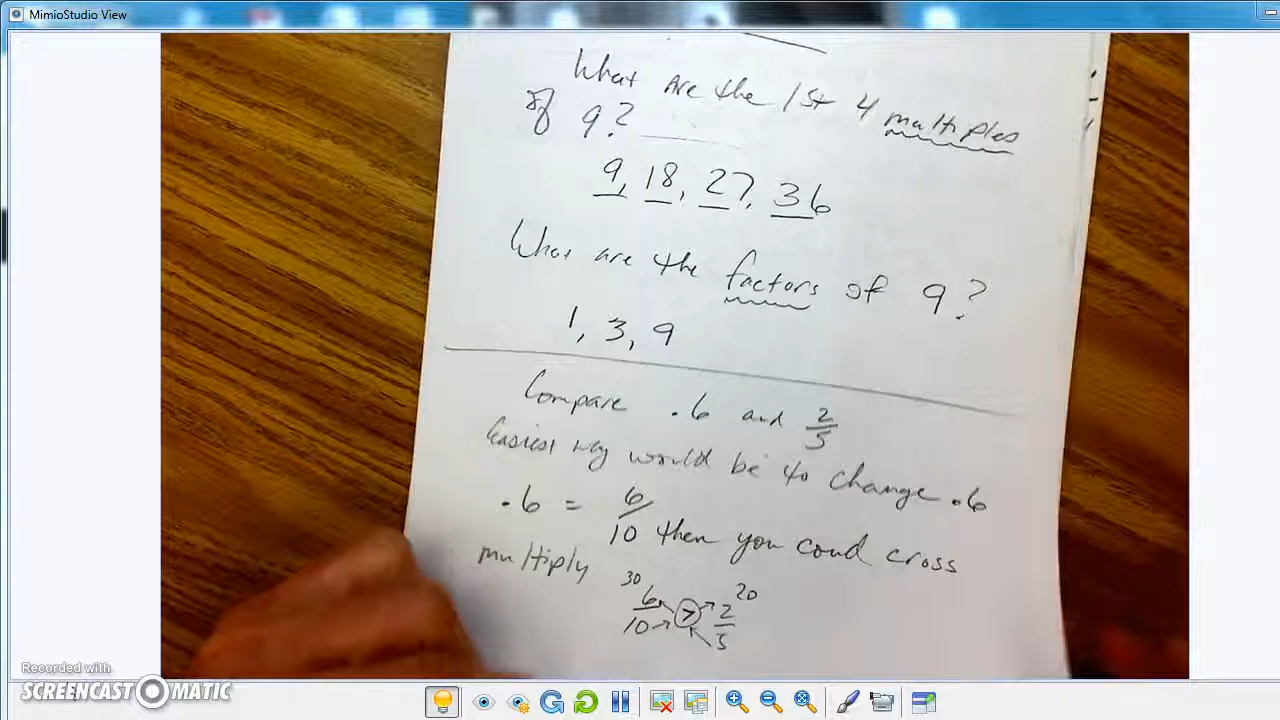 MimioStudio View
What Are the 1st 4 multiples
of 9?
9, 18, 27, 36
What are the factors of 9?
1, 3, 9
Compare .6 and 2/5
Easiest way would be to change .6
.6 = 6/10 then you coud cross
multiply 30 6/10 > 2/5 20
Recorded with
SCREENCAST O MATIC